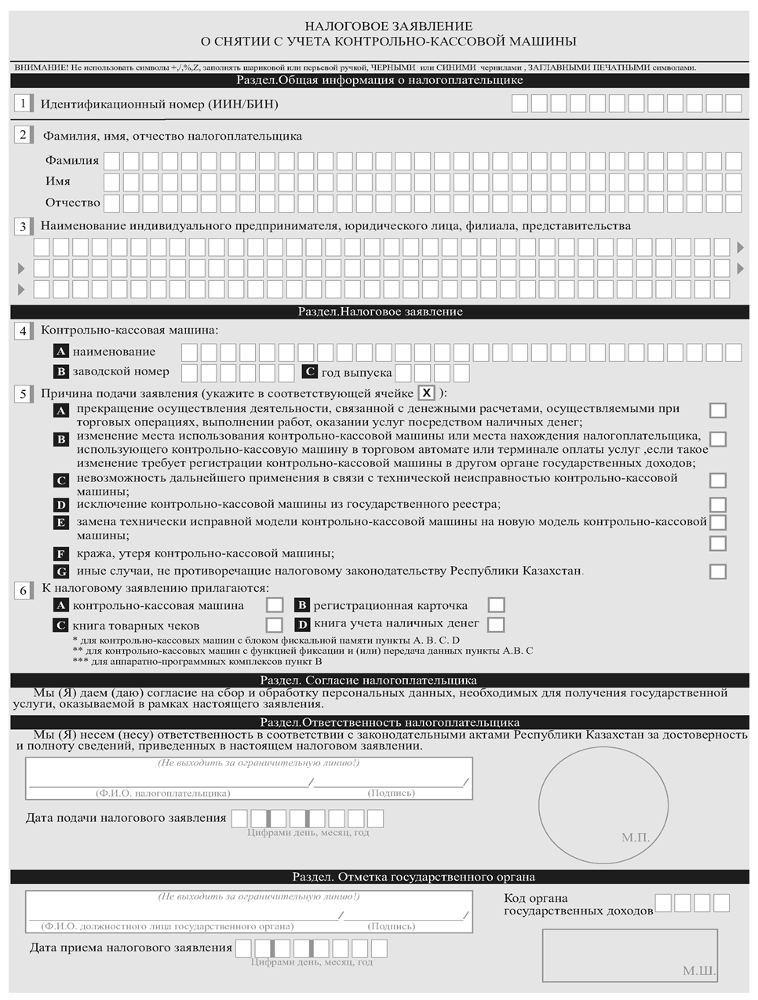 НАЛОГОВОЕ ЗАЯВЛЕНИЕ
О СНЯТИИ С УЧЕТА КОНТРОЛЬНО-КАССОВОЙ МАШИНЫ
ВНИМАНИЕ! Не использовать символы +,/,%,Z, заполнять шариковой или перьевой ручкой, ЧЕРНЫМИ или СИНИМИ чернилами , ЗАГЛАВНЫМИ ПЕЧАТНЫМИ символами.
Раздел.Общая информация о налогоплательщике
1 Идентификационный номер (ИИН/БИН)
2 Фамилия, имя, отчество налогоплательщика
Фамилия
Имя
Отчество
3 Наименование индивидуального предпринимателя, юридического лица, филиала, представительства
Раздел.Налоговое заявление
4 Контрольно-кассовая машина:
A наименование
B заводской номер C год выпуска
5 Причина подачи заявления (укажите в соответствующей ячейке X ):
A прекращение осуществления деятельности, связанной с денежными расчетами, осуществляемыми при
торговых операциях, выполнении работ, оказании услуг посредством наличных денег;
B изменение места использования контрольно-кассовой машины или места нахождения налогоплательщика,
использующего контрольно-кассовую машину в торговом автомате или терминале оплаты услуг ,если такое
изменение требует регистрации контрольно-кассовой машины в другом органе государственных доходов;
C невозможность дальнейшего применения в связи с технической неисправностью контрольно-кассовой
машины;
D исключение контрольно-кассовой машины из государственного реестра;
E замена технически исправной модели контрольно-кассовой машины на новую модель контрольно-кассовой
машины;
F кража, утеря контрольно-кассовой машины;
G иные случаи, не противоречащие налоговому законодательству Республики Казахстан.
6 К налоговому заявлению прилагаются:
A контрольно-кассовая машина B регистрационная карточка
C книга товарных чеков D книга учета наличных денег
* для контрольно-кассовых машин с блоком фискальной памяти пункты A. B. C. D
** для контрольно-кассовых машин с функцией фиксации и (или) передача данных пункты A.B. C
*** для аппаратно-программных комплексов пункт B
Раздел. Согласие налогоплательщика
Мы (Я) даем (даю) согласие на сбор и обработку персональных данных, необходимых для получения государственной
услуги, оказываемой в рамках настоящего заявления.
Раздел.Ответственность налогоплательщика
Мы (Я) несем (несу) ответственность в соответствии с законодательными актами Республики Казахстан за достоверность
и полноту сведений, приведенных в настоящем налоговом заявлении.
(Не выходить за ограничительную линию!)
/ /
(Ф.И.О. налогоплательщика) (Подпись)
Дата подачи налогового заявления
Цифрами день, месяц, год
М.П.
Раздел. Отметка государственного органа
(Не выходить за ограничительную линию!)
/ /
(Ф.И.О. должностного лица государственного органа) (Подпись)
Код органа
государственных доходов
Дата приема налогового заявления
Цифрами день, месяц, год
М.Ш.